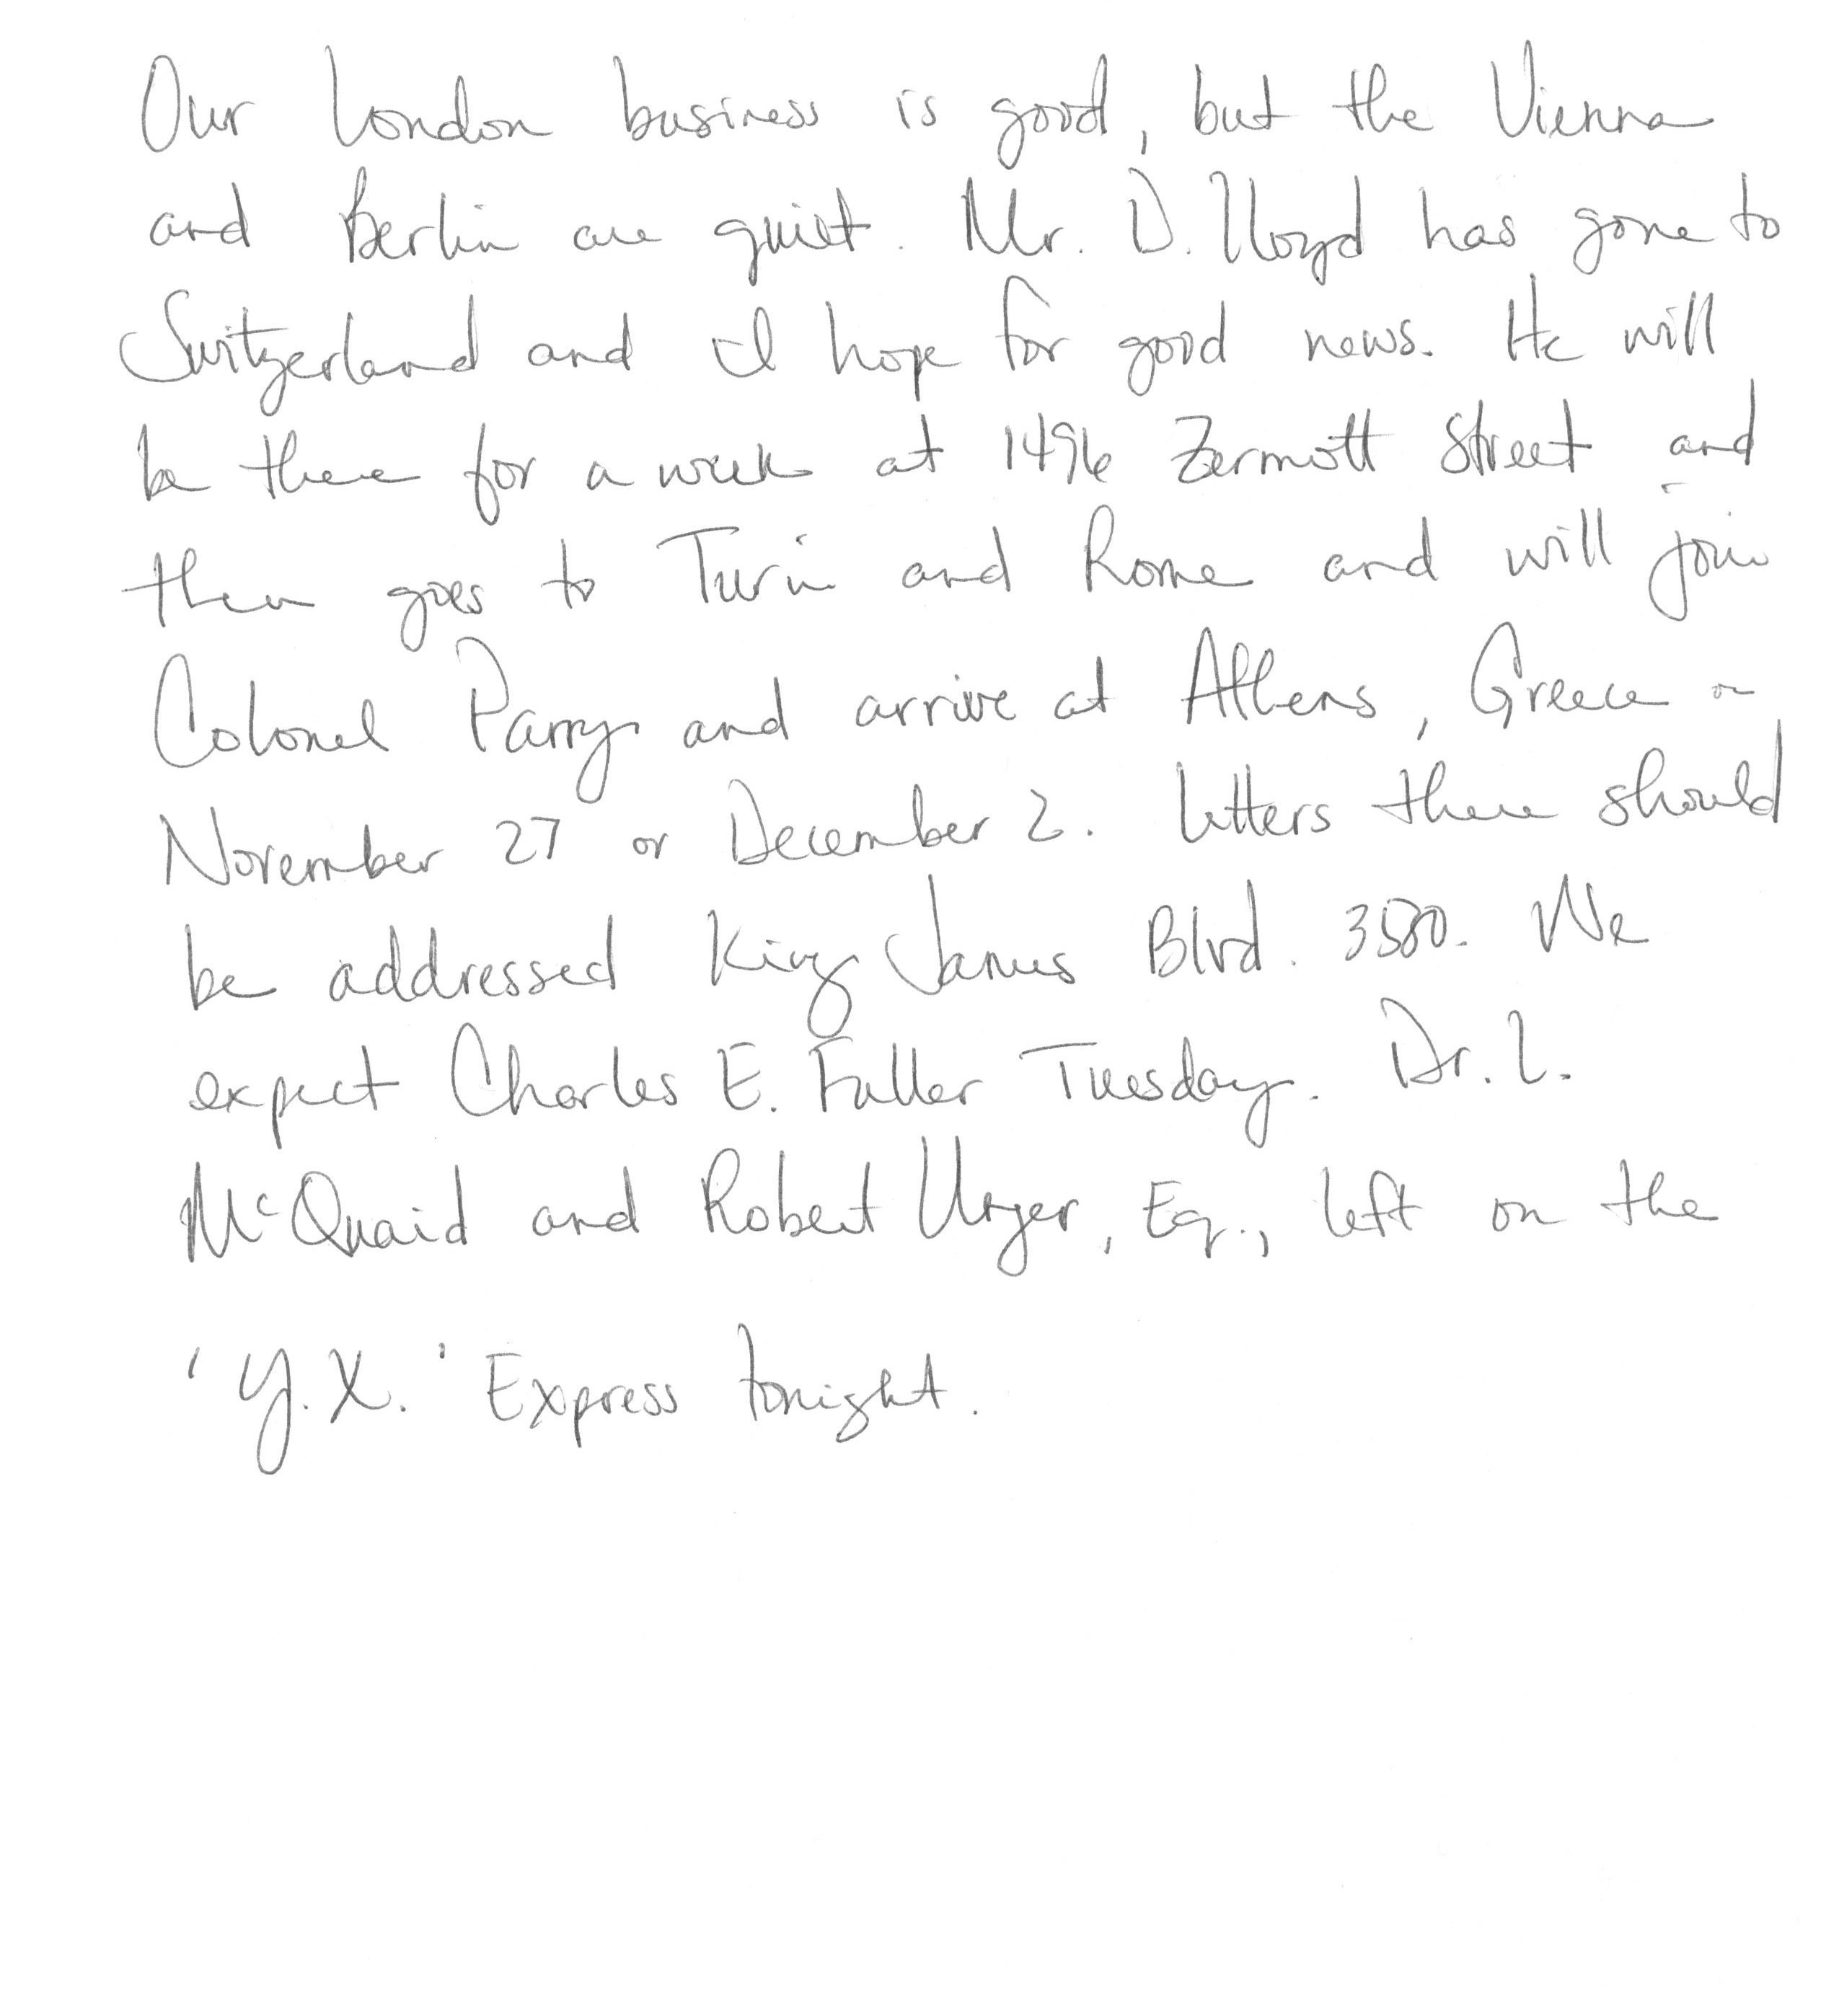 Our London business is good, but the Vienna
and Berlin are quiet. Mr. D. Lloyd has gone to
Switzerland and I hope for good news. He will
be there for a week at 1496 Zermott Street and
then goes to Turin and Rome and will join
Colonel Parry and arrive at Athens, Greece on
November 27 or December 2. Letters there should
be addressed King James Blvd. 3580. We
expect Charles E. Fuller Tuesday. Dr. L.
McQuaid and Robert Unger, Eq., left on the
'Y.X.' Express tonight.